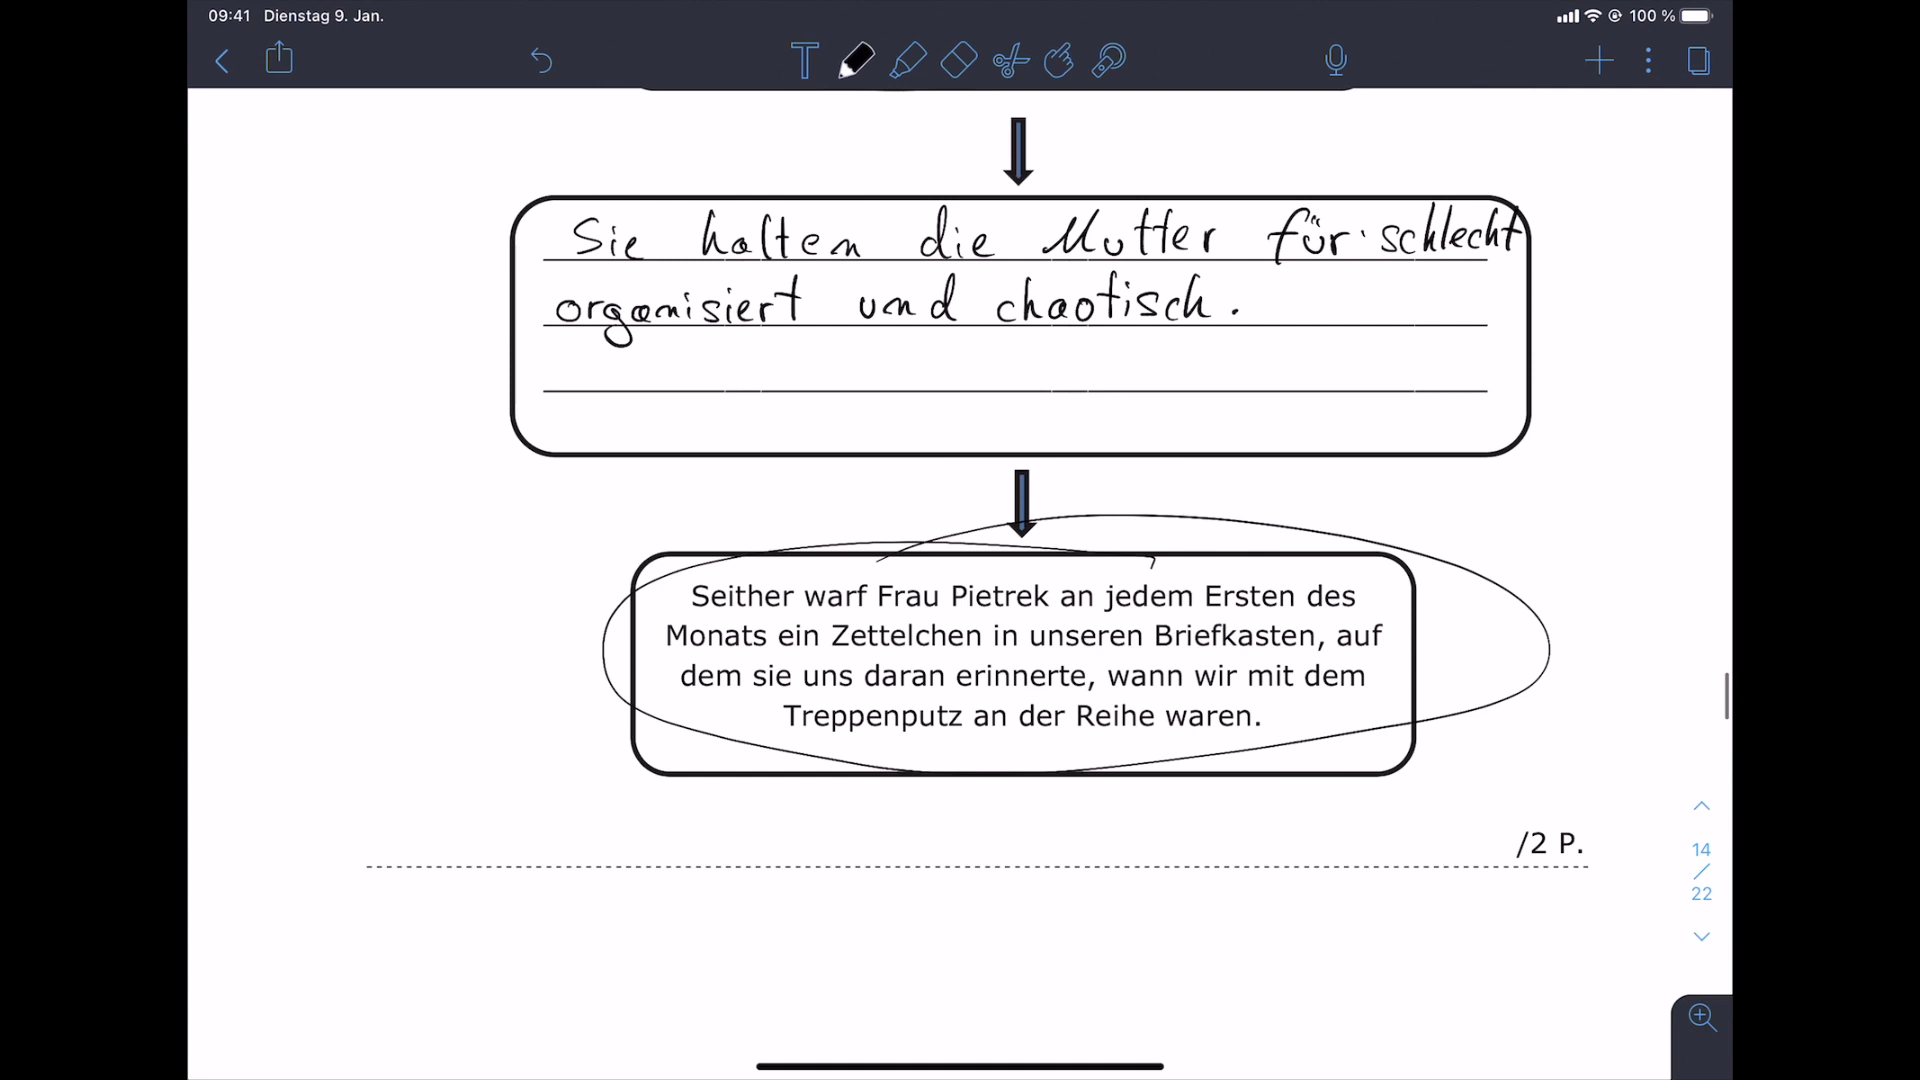 09:41 Dienstag 9. Jan. 100 %
Sie halten die Mutter für schlecht
organisiert und chaotisch.
Seither warf Frau Pietrek an jedem Ersten des
Monats ein Zettelchen in unseren Briefkasten, auf
dem sie uns daran erinnerte, wann wir mit dem
Treppenputz an der Reihe waren.
/2 P.
14
/
22